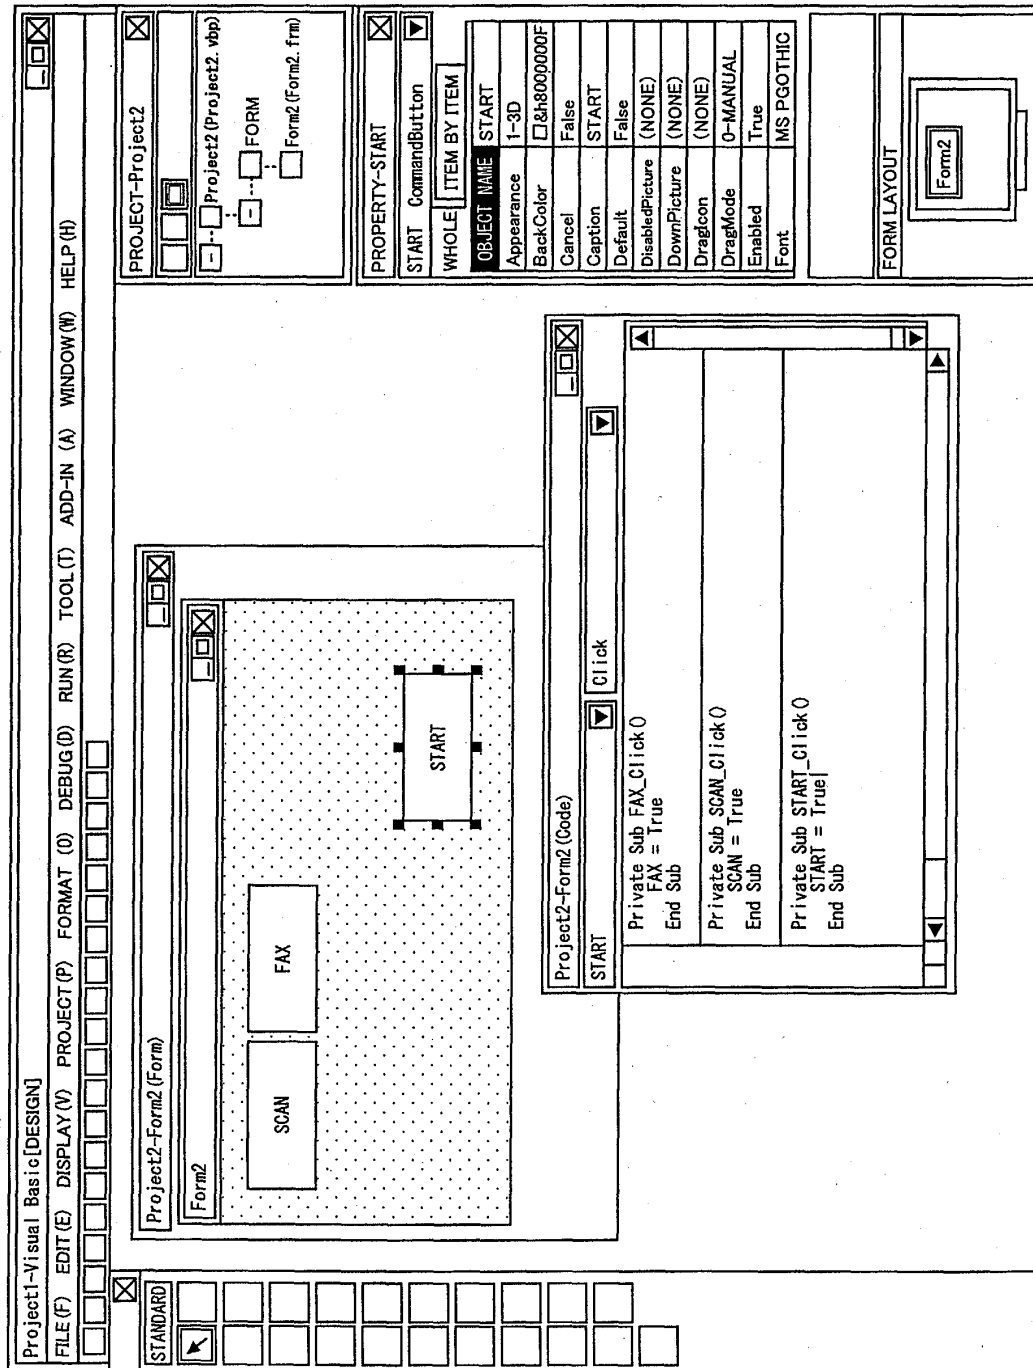 Project1-Visual Basic[DESIGN]
FILE(F) EDIT(E) DISPLAY(V) PROJECT(P) FORMAT (O) DEBUG(D) RUN(R) TOOL(T) ADD-IN (A) WINDOW(W) HELP(H)
STANDARD
Project2-Form2(Form)
Form2
SCAN
FAX
START
Project2-Form2(Code)
START
Click
Private Sub FAX_Click()
FAX = True
End Sub
Private Sub SCAN_Click()
SCAN = True
End Sub
Private Sub START_Click()
START = True
End Sub
PROJECT-Project2
Project2(Project2.vbp)
FORM
Form2(Form2.frm)
PROPERTY-START
START CommandButton
WHOLE ITEM BY ITEM
OBJECT NAME START
Appearance 1-3D
BackColor &h8000000F
Cancel False
Caption START
Default False
DisabledPicture (NONE)
DownPicture (NONE)
DragIcon (NONE)
DragMode 0-MANUAL
Enabled True
Font MS PGOTHIC
FORM LAYOUT
Form2